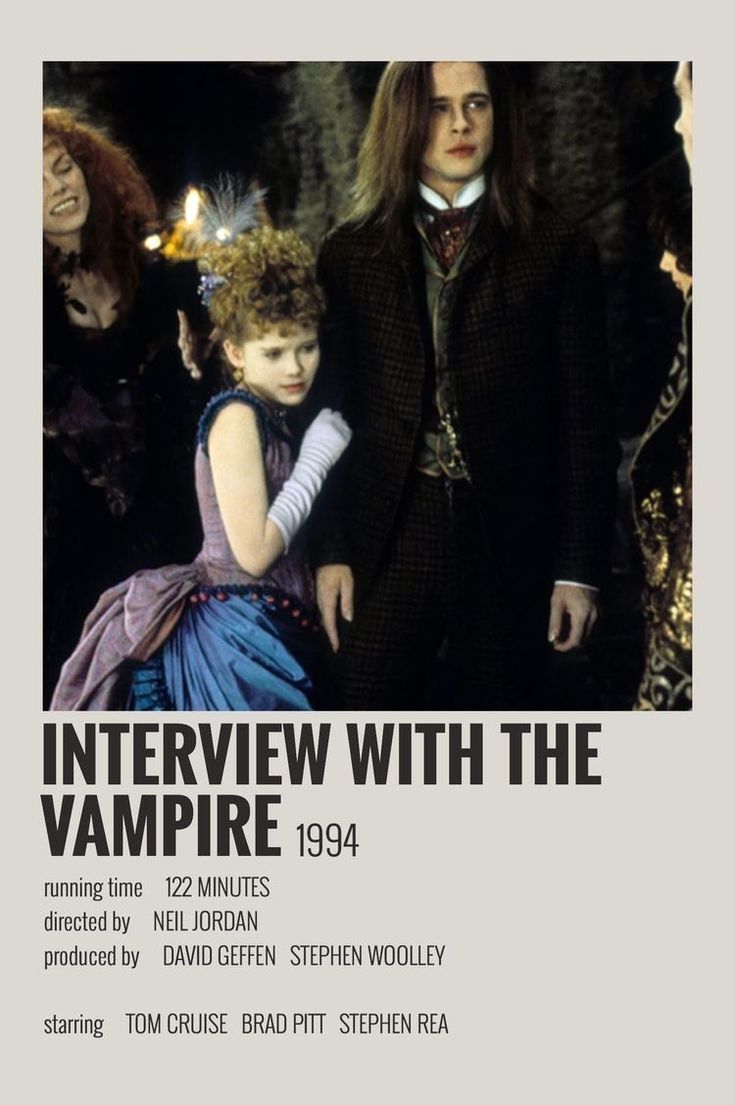 INTERVIEW WITH THE
VAMPIRE 1994
running time 122 MINUTES
directed by NEIL JORDAN
produced by DAVID GEFFEN STEPHEN WOOLLEY
starring TOM CRUISE BRAD PITT STEPHEN REA